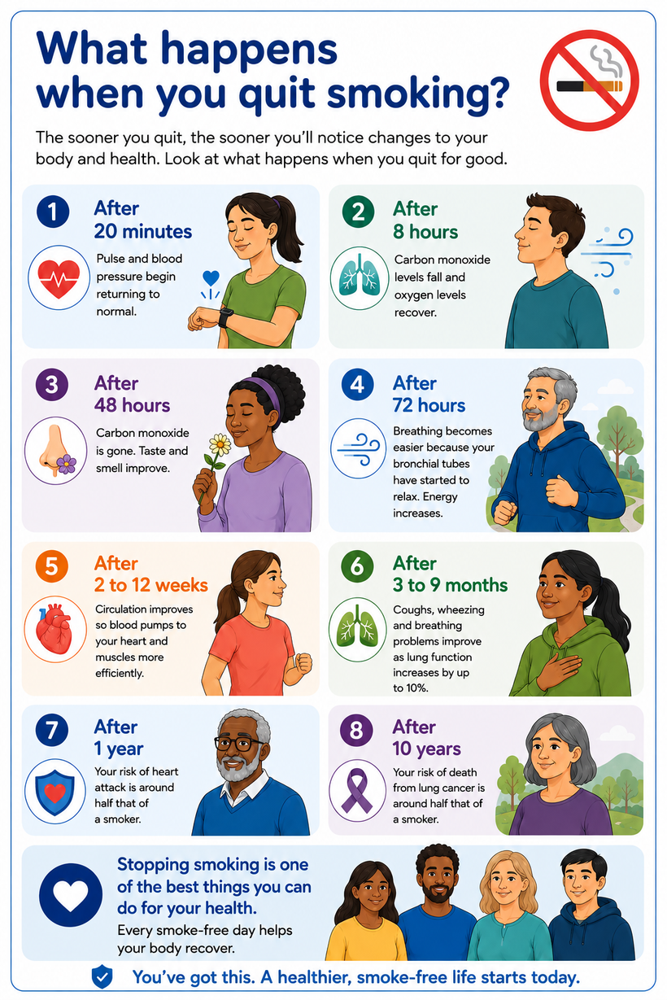 What happens
when you quit smoking?
The sooner you quit, the sooner you’ll notice changes to your
body and health. Look at what happens when you quit for good.
1
After
20 minutes
Pulse and blood
pressure begin
returning to
normal.
2
After
8 hours
Carbon monoxide
levels fall and
oxygen levels
recover.
3
After
48 hours
Carbon monoxide
is gone. Taste and
smell improve.
4
After
72 hours
Breathing becomes
easier because your
bronchial tubes
have started to
relax. Energy
increases.
5
After
2 to 12 weeks
Circulation improves
so blood pumps to
your heart and
muscles more
efficiently.
6
After
3 to 9 months
Coughs, wheezing
and breathing
problems improve
as lung function
increases by up
to 10%.
7
After
1 year
Your risk of heart
attack is around
half that of
a smoker.
8
After
10 years
Your risk of death
from lung cancer is
around half that of
a smoker.
Stopping smoking is one
of the best things you can
do for your health.
Every smoke-free day helps
your body recover.
You’ve got this. A healthier, smoke-free life starts today.